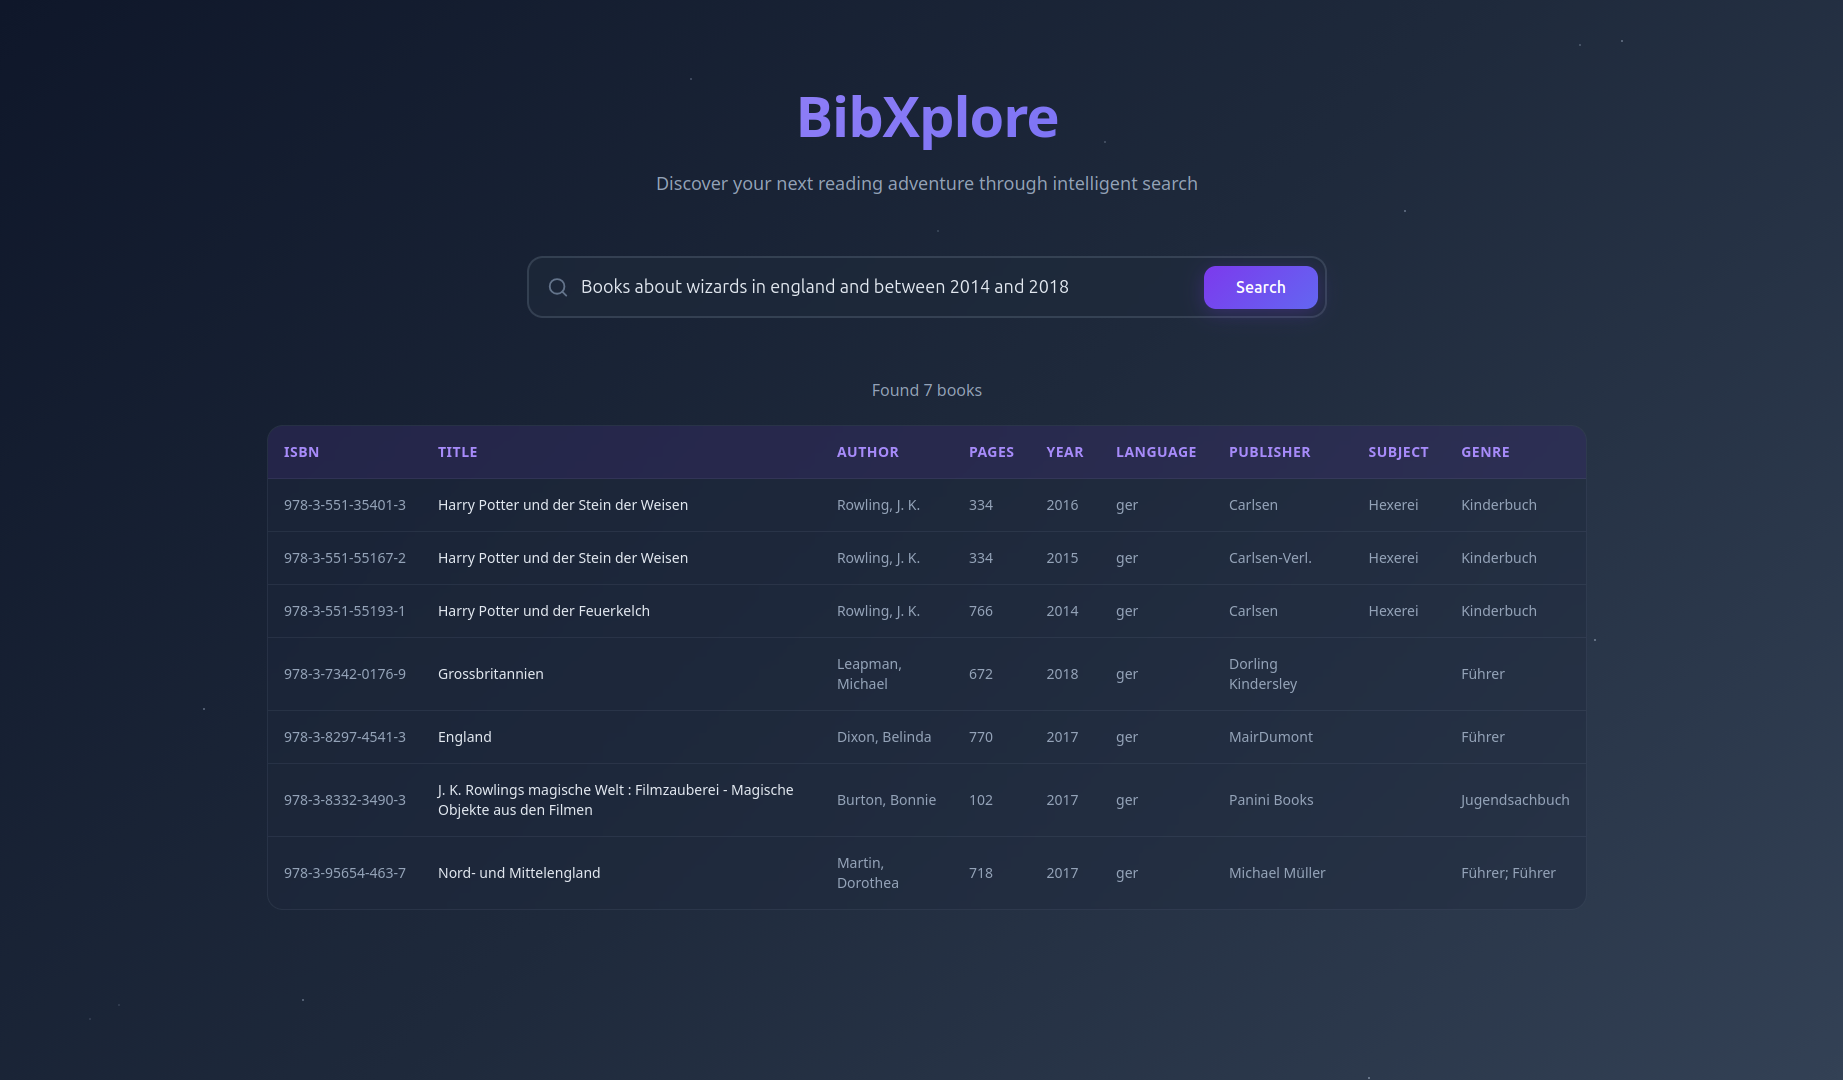 BibXplore
Discover your next reading adventure through intelligent search
Books about wizards in england and between 2014 and 2018
Search
Found 7 books
ISBN TITLE AUTHOR PAGES YEAR LANGUAGE PUBLISHER SUBJECT GENRE
978-3-551-35401-3 Harry Potter und der Stein der Weisen Rowling, J. K. 334 2016 ger Carlsen Hexerei Kinderbuch
978-3-551-55167-2 Harry Potter und der Stein der Weisen Rowling, J. K. 334 2015 ger Carlsen-Verl. Hexerei Kinderbuch
978-3-551-55193-1 Harry Potter und der Feuerkelch Rowling, J. K. 766 2014 ger Carlsen Hexerei Kinderbuch
978-3-7342-0176-9 Grossbritannien Leapman,
Michael 672 2018 ger Dorling
Kindersley Führer
978-3-8297-4541-3 England Dixon, Belinda 770 2017 ger MairDumont Führer
978-3-8332-3490-3 J. K. Rowlings magische Welt : Filmzauberei - Magische
Objekte aus den Filmen Burton, Bonnie 102 2017 ger Panini Books Jugendsachbuch
978-3-95654-463-7 Nord- und Mittelengland Martin,
Dorothea 718 2017 ger Michael Müller Führer; Führer